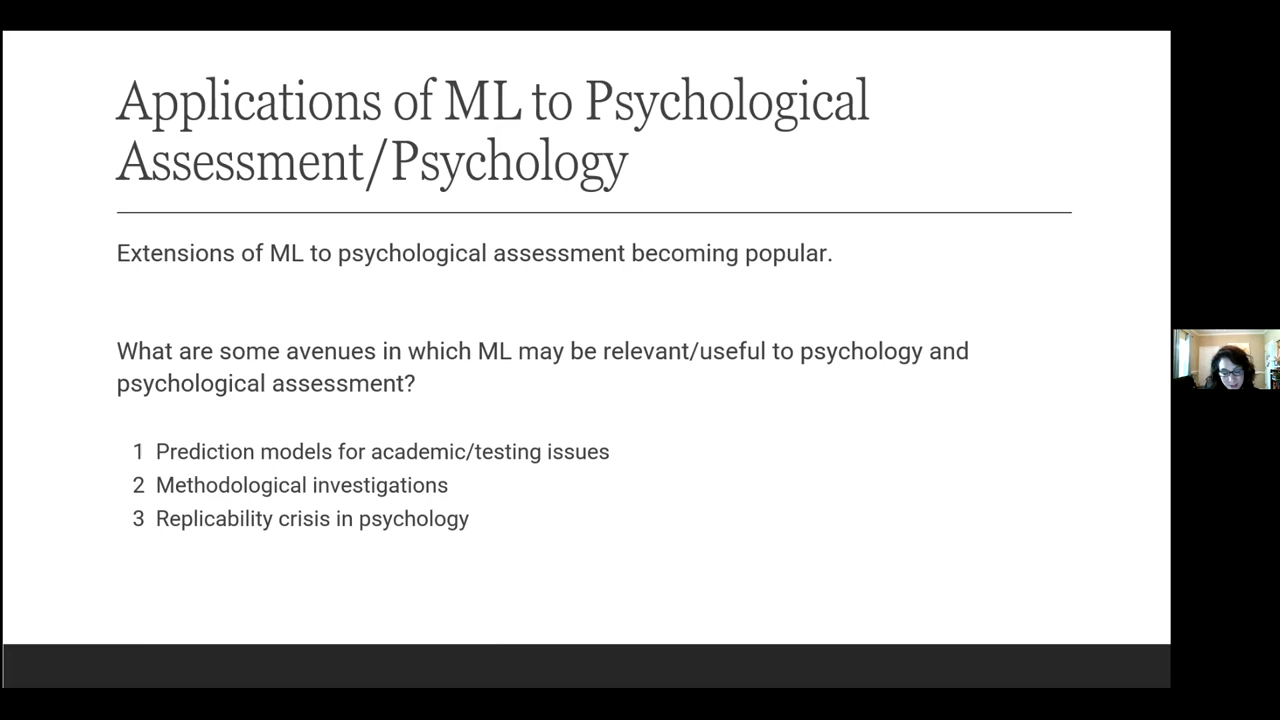 Applications of ML to Psychological
Assessment/Psychology
Extensions of ML to psychological assessment becoming popular.
What are some avenues in which ML may be relevant/useful to psychology and
psychological assessment?
1 Prediction models for academic/testing issues
2 Methodological investigations
3 Replicability crisis in psychology